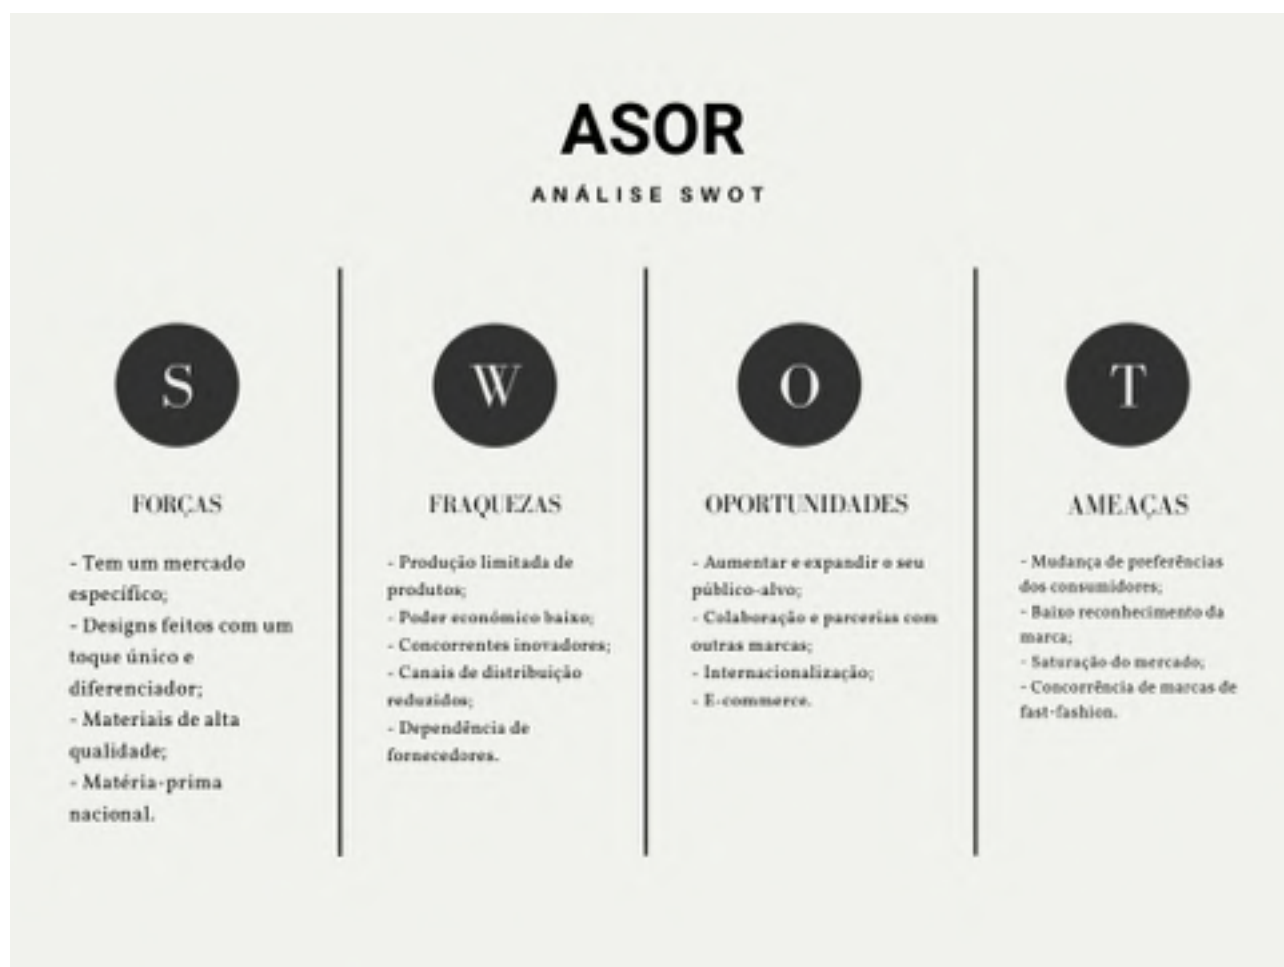 ASOR
ANÁLISE SWOT
S
FORÇAS
- Tem um mercado
específico;
- Designs feitos com um
toque único e
diferenciador;
- Materiais de alta
qualidade;
- Matéria-prima
nacional.
W
FRAQUEZAS
- Produção limitada de
produtos;
- Poder económico baixo;
- Concorrentes inovadores;
- Canais de distribuição
reduzidos;
- Dependência de
fornecedores.
O
OPORTUNIDADES
- Aumentar e expandir o seu
público-alvo;
- Colaboração e parcerias com
outras marcas;
- Internacionalização;
- E-commerce.
T
AMEAÇAS
- Mudança de preferências
dos consumidores;
- Baixo reconhecimento da
marca;
- Saturação do mercado;
- Concorrência de marcas de
fast-fashion.